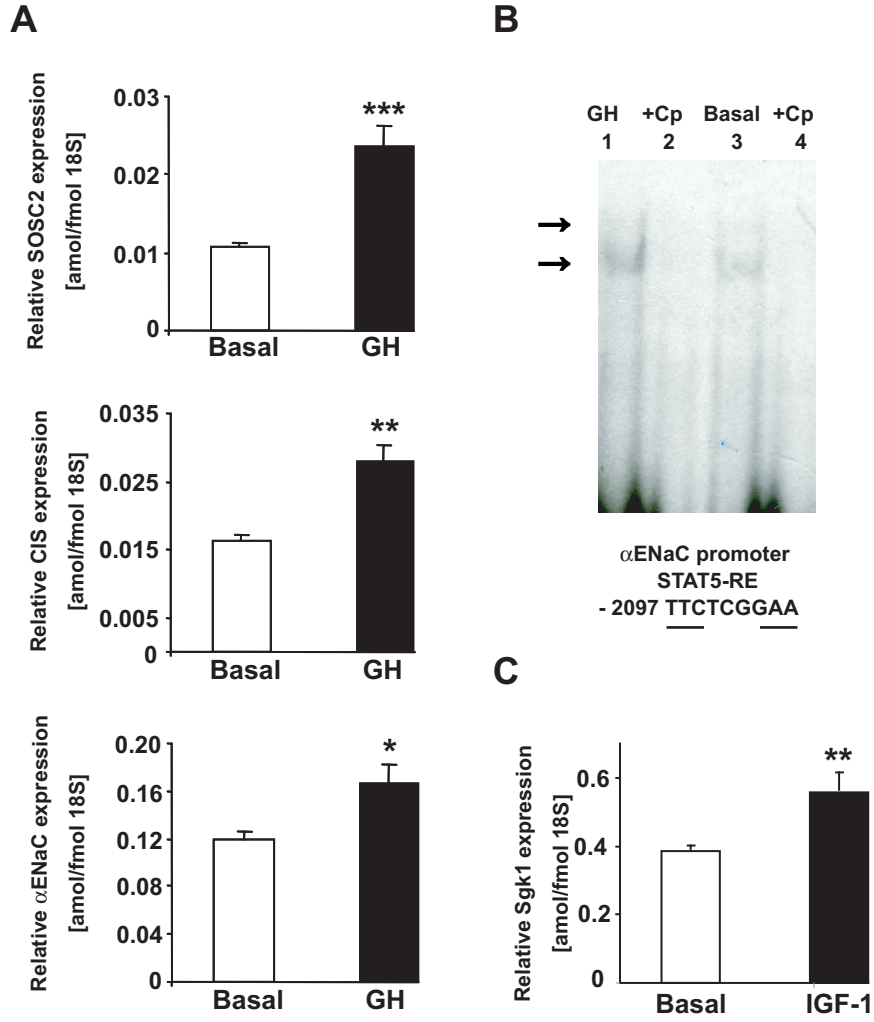 A
Relative SOSC2 expression
[amol/fmol 18S]
0.03
0.02
0.01
0
***
Basal
GH
Relative CIS expression
[amol/fmol 18S]
0.035
0.025
0.015
0.005
0
**
Basal
GH
Relative αENaC expression
[amol/fmol 18S]
0.20
0.16
0.12
0.08
0.04
0
*
Basal
GH
B
GH +Cp Basal +Cp
1 2 3 4
→
→
αENaC promoter
STAT5-RE
- 2097 TTCTCGGAA
C
Relative Sgk1 expression
[amol/fmol 18S]
0.6
0.4
0.2
0
**
Basal
IGF-1